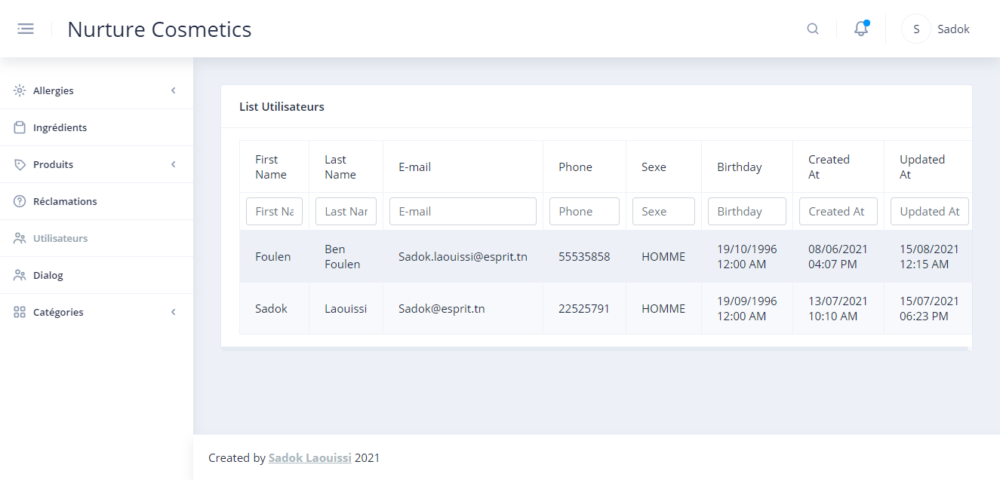 Nurture Cosmetics
S
Sadok
Allergies
Ingrédients
Produits
Réclamations
Utilisateurs
Dialog
Catégories
List Utilisateurs
First Name
Last Name
E-mail
Phone
Sexe
Birthday
Created At
Updated At
First Na
Last Nar
E-mail
Phone
Sexe
Birthday
Created At
Updated At
Foulen
Ben Foulen
Sadok.laouissi@esprit.tn
55535858
HOMME
19/10/1996 12:00 AM
08/06/2021 04:07 PM
15/08/2021 12:15 AM
Sadok
Laouissi
Sadok@esprit.tn
22525791
HOMME
19/09/1996 12:00 AM
13/07/2021 10:10 AM
15/07/2021 06:23 PM
Created by Sadok Laouissi 2021